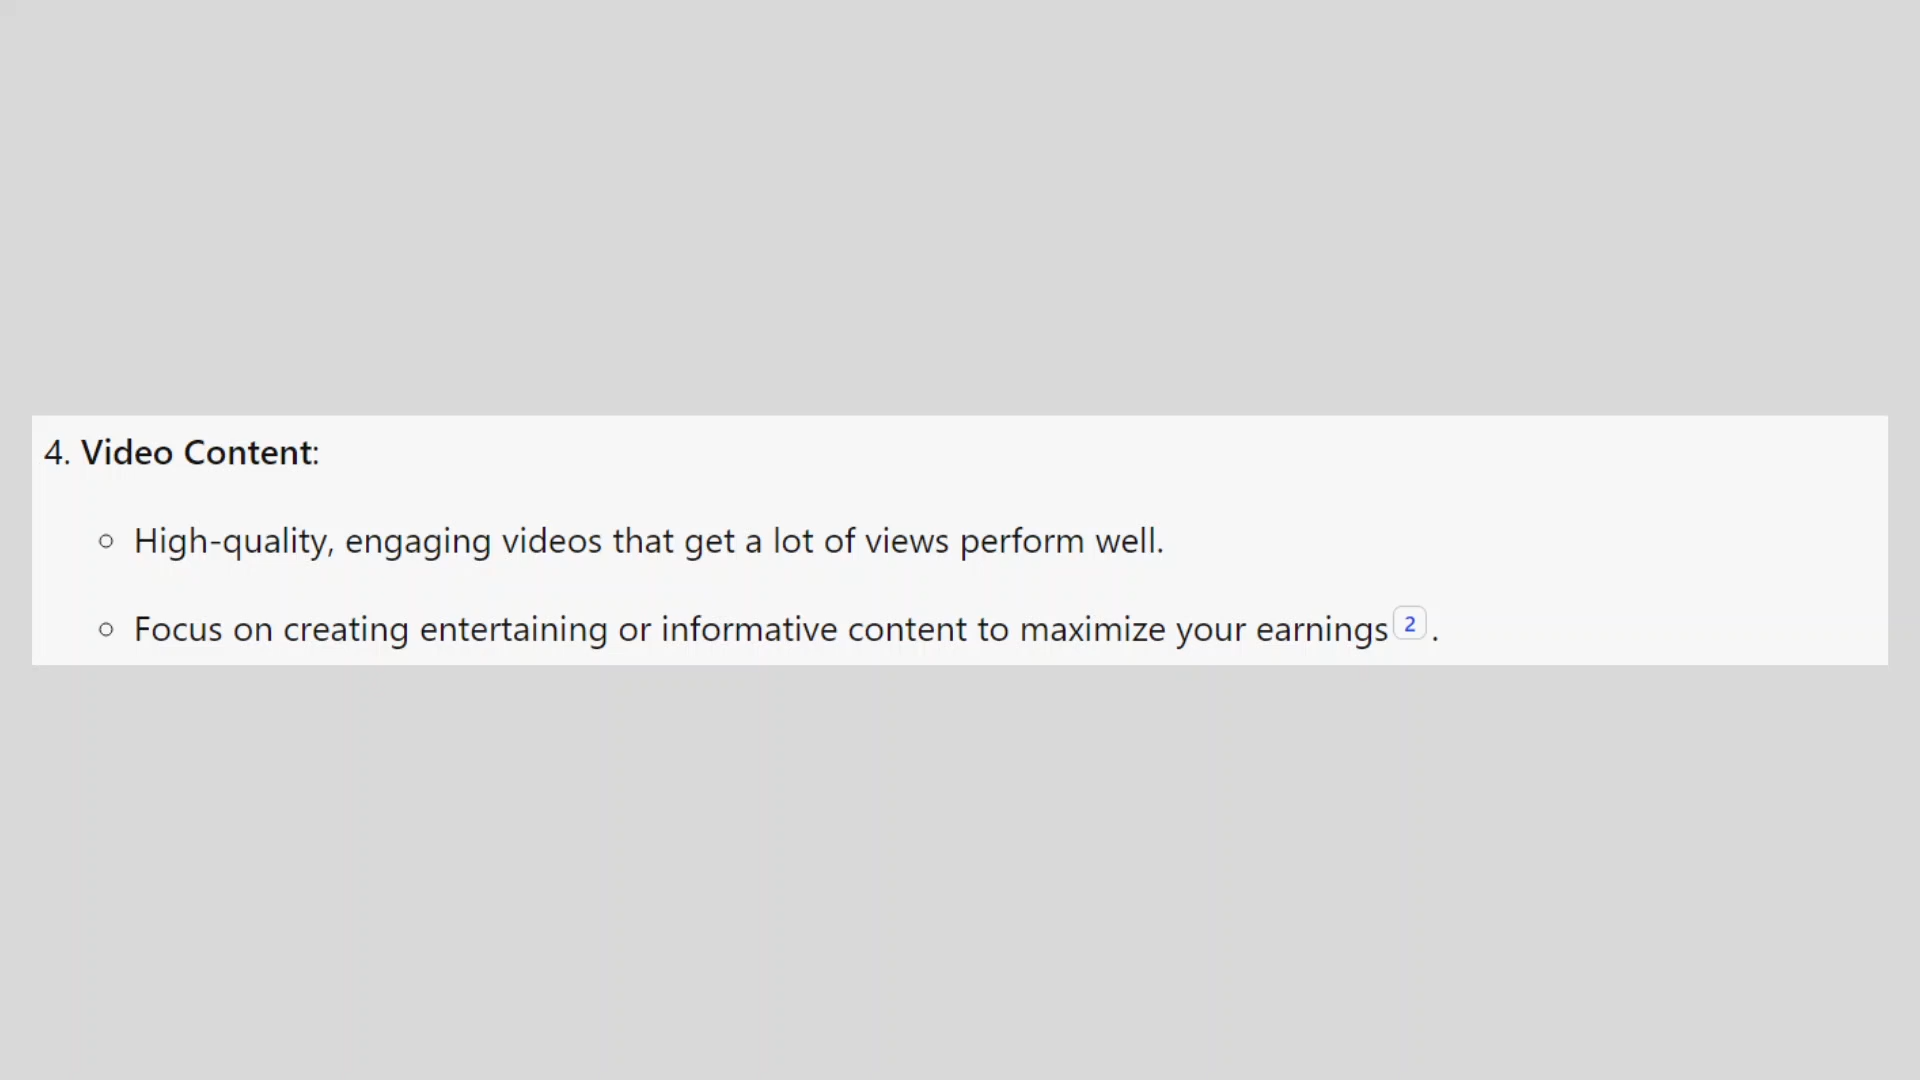 4. Video Content:
○ High-quality, engaging videos that get a lot of views perform well.
○ Focus on creating entertaining or informative content to maximize your earnings 2 .